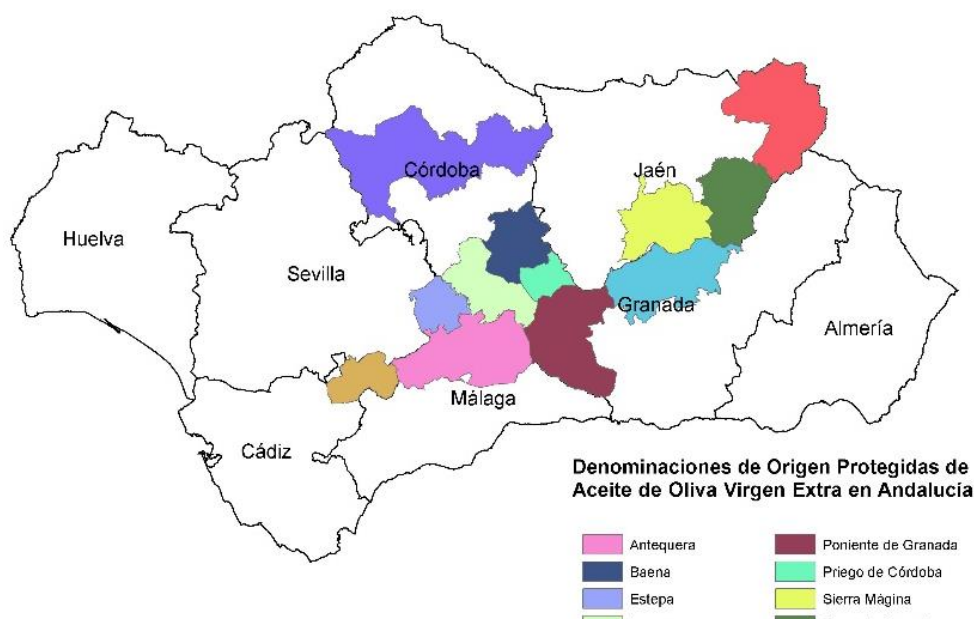 Córdoba
Jaén
Huelva
Sevilla
Granada
Almería
Málaga
Cádiz
Denominaciones de Origen Protegidas de
Aceite de Oliva Virgen Extra en Andalucía
Antequera
Poniente de Granada
Baena
Priego de Córdoba
Estepa
Sierra Mágina